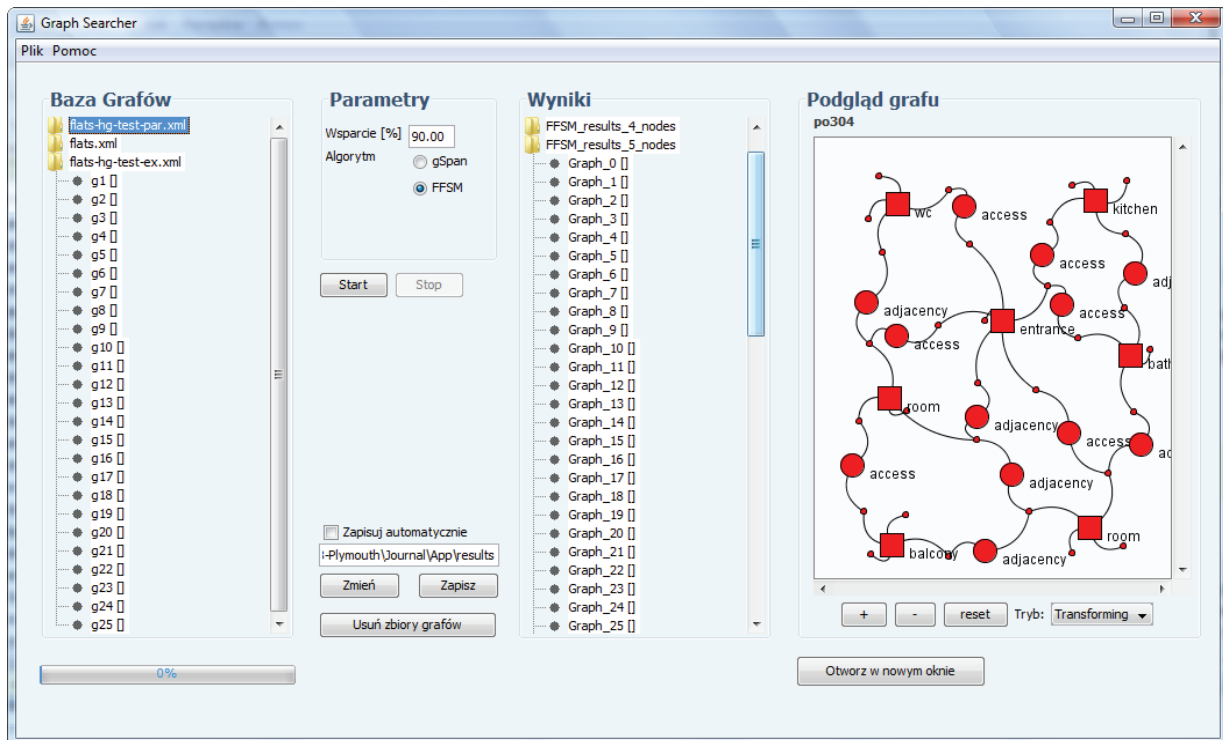 Graph Searcher
Plik Pomoc
Baza Grafów
flats-hg-test-par.xml
flats.xml
flats-hg-test-ex.xml
g1 []
g2 []
g3 []
g4 []
g5 []
g6 []
g7 []
g8 []
g9 []
g10 []
g11 []
g12 []
g13 []
g14 []
g15 []
g16 []
g17 []
g18 []
g19 []
g20 []
g21 []
g22 []
g23 []
g24 []
g25 []
0%
Parametry
Wsparcie [%] 90.00
Algorytm
gSpan
FFSM
Start
Stop
Zapisuj automatycznie
-Plymouth\Journal\App\results
Zmień
Zapisz
Usuń zbiory grafów
Wyniki
FFSM_results_4_nodes
FFSM_results_5_nodes
Graph_0 []
Graph_1 []
Graph_2 []
Graph_3 []
Graph_4 []
Graph_5 []
Graph_6 []
Graph_7 []
Graph_8 []
Graph_9 []
Graph_10 []
Graph_11 []
Graph_12 []
Graph_13 []
Graph_14 []
Graph_15 []
Graph_16 []
Graph_17 []
Graph_18 []
Graph_19 []
Graph_20 []
Graph_21 []
Graph_22 []
Graph_23 []
Graph_24 []
Graph_25 []
Podgląd grafu
po304
wc
access
kitchen
access
adj
adjacency
access
entrance
access
bath
room
adjacency
access
ad
access
adjacency
room
balcony
adjacency
+
-
reset
Tryb:
Transforming
Otworz w nowym oknie